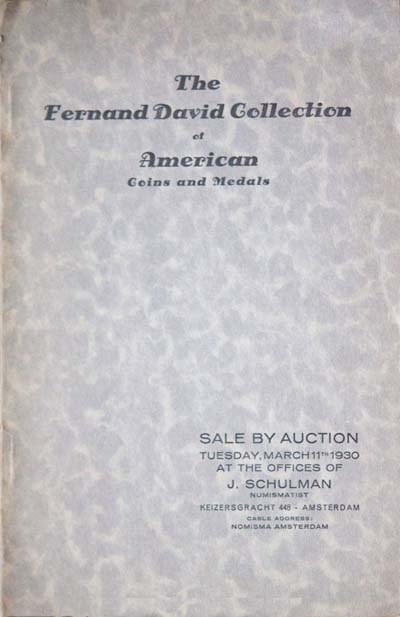 The
Fernand David Collection
of
American
Coins and Medals
SALE BY AUCTION
TUESDAY, MARCH 11TH 1930
AT THE OFFICES OF
J. SCHULMAN
NUMISMATIST
KEIZERSGRACHT 448 - AMSTERDAM
CABLE ADDRESS:
NOMISMA AMSTERDAM